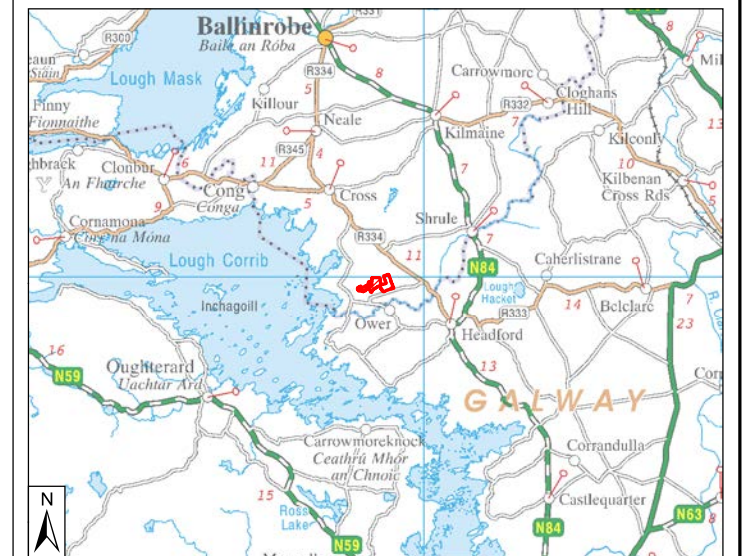 R331
8
Ballinrobe
Baile an Róba
R300
R334
Lough Mask
8
Carrowmore
R332
Cloghans
Hill
Killour
5
Finny
Fionnaithe
Neale
Kilmaine
7
Kilconly
13
R345
4
10
Clonbur
An Fhairche
6
11
7
Kilbenan
Cross Rds
Cong
Conga
5
Cross
5
9
Cornamona
Corr na Móna
Shrule
R334
11
7
Lough Corrib
N84
Caherlistrane
Inchagoill
Lough
Hacket
14
Belclare
7
R333
Ower
Headford
23
16
Oughterard
Uachtar Ard
N59
13
GALWAY
Carrowmoreknock
Ceathrú Mhór
an Chnoic
Corrandulla
15
Ross
Lake
Castlequarter
N63
8
N84
N59
N